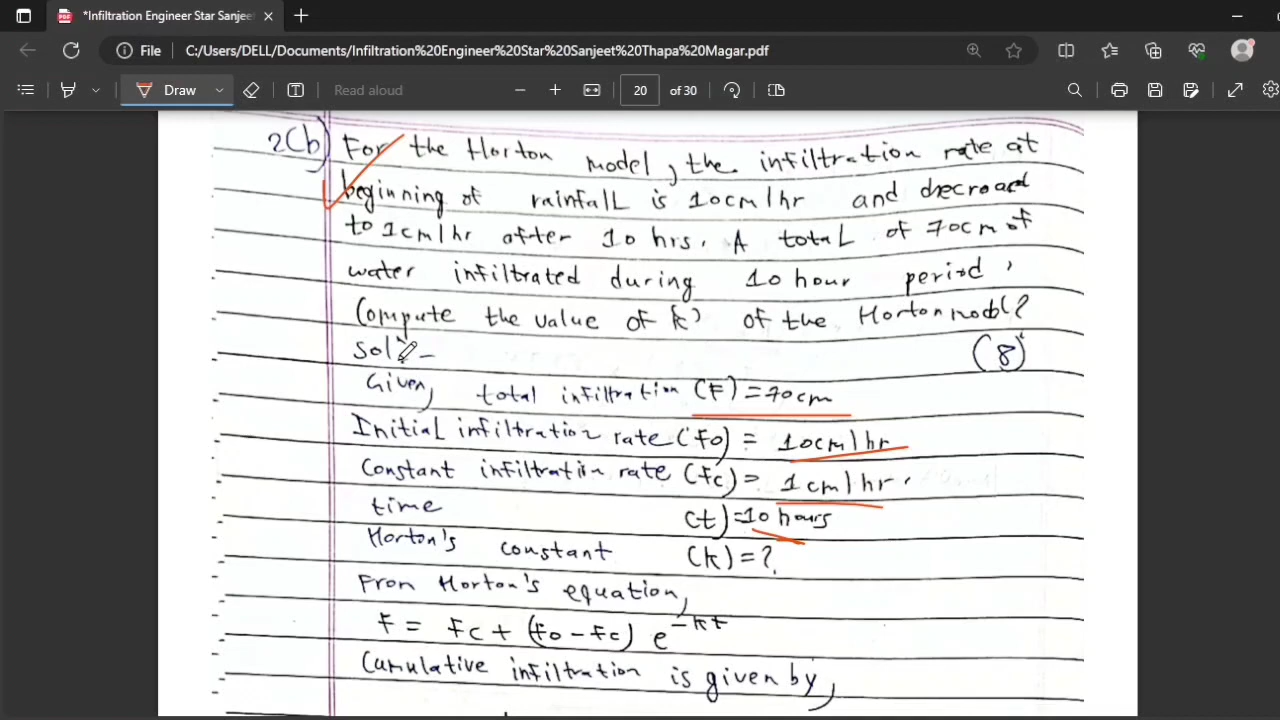 *Infiltration Engineer Star Sanjee
File C:/Users/DELL/Documents/Infiltration%20Engineer%20Star%20Sanjeet%20Thapa%20Magar.pdf
Draw Read aloud 20 of 30
2(b) For the Horton model, the infiltration rate at
beginning of rainfall is 10cm/hr and
to 1cm/hr after 10 hrs. A total of 70cm of
water infiltrated during 10 hour period,
Compute the value of 'k' of the Horton model?
Solⁿ:- (8)
Given, total infiltration (F) = 70cm
Initial infiltration rate (fo) = 10cm/hr
Constant infiltration rate (fc) = 1cm/hr.
time (t) = 10 hours
Horton's constant (k) = ?
From Horton's equation,
f = fc + (fo - fc) e^-kt
Cumulative infiltration is given by,